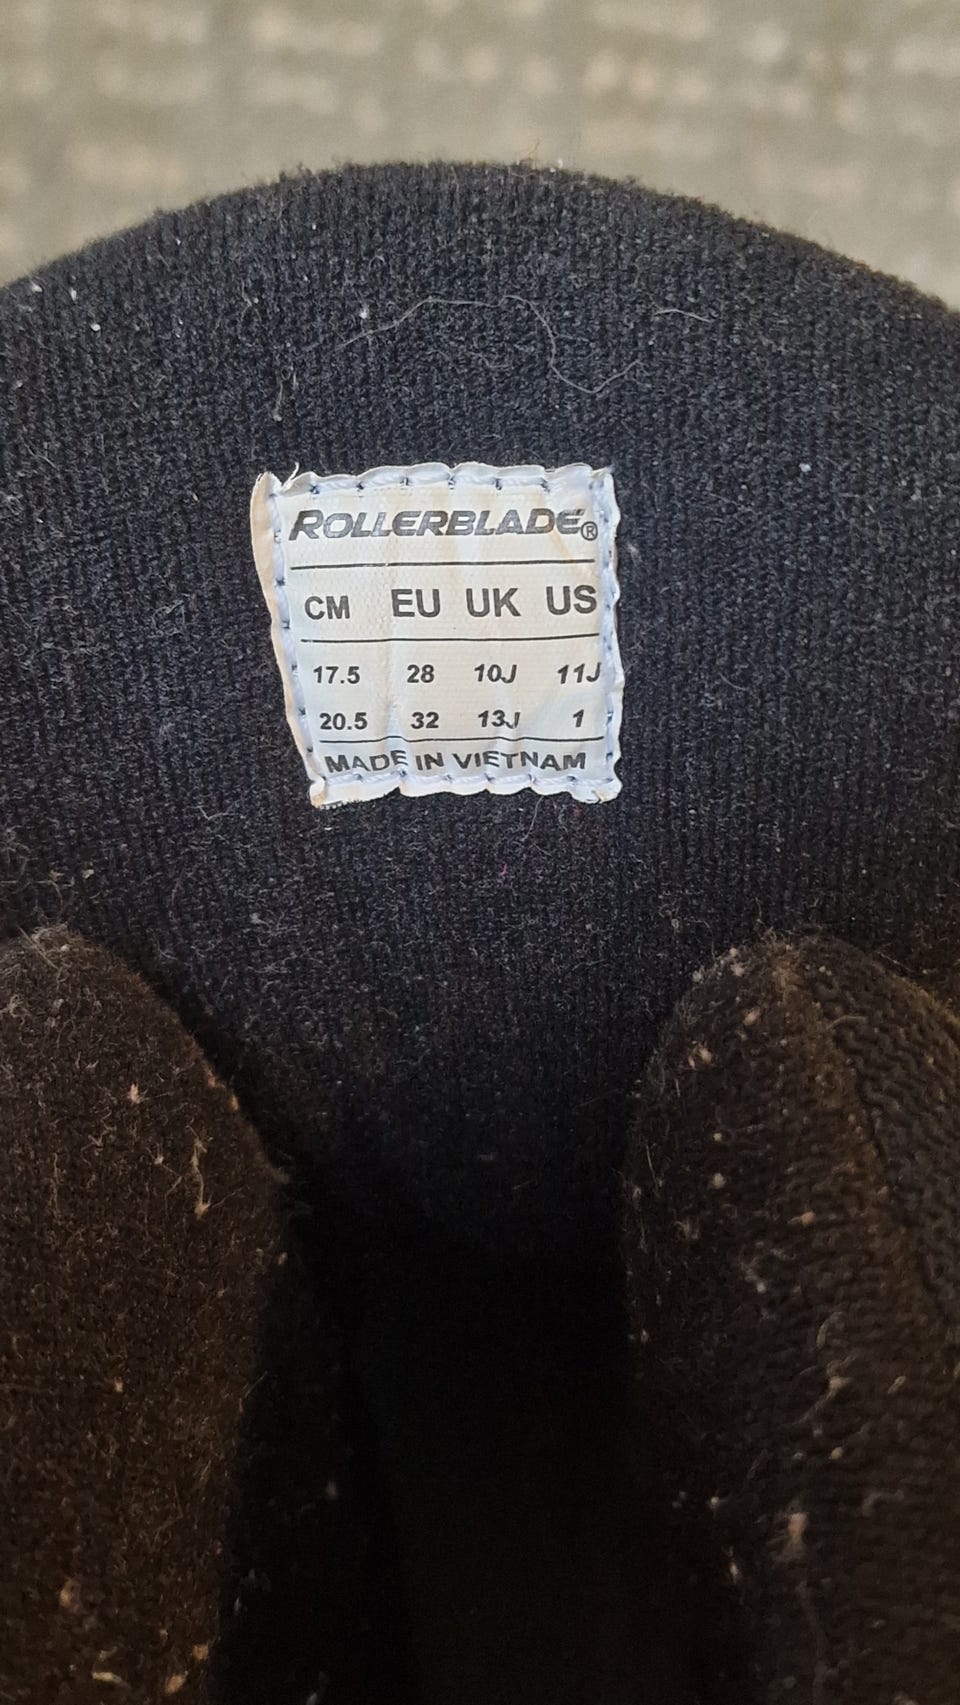 ROLLERBLADE®
CM EU UK US
17.5 28 10J 11J
20.5 32 13J 1
MADE IN VIETNAM